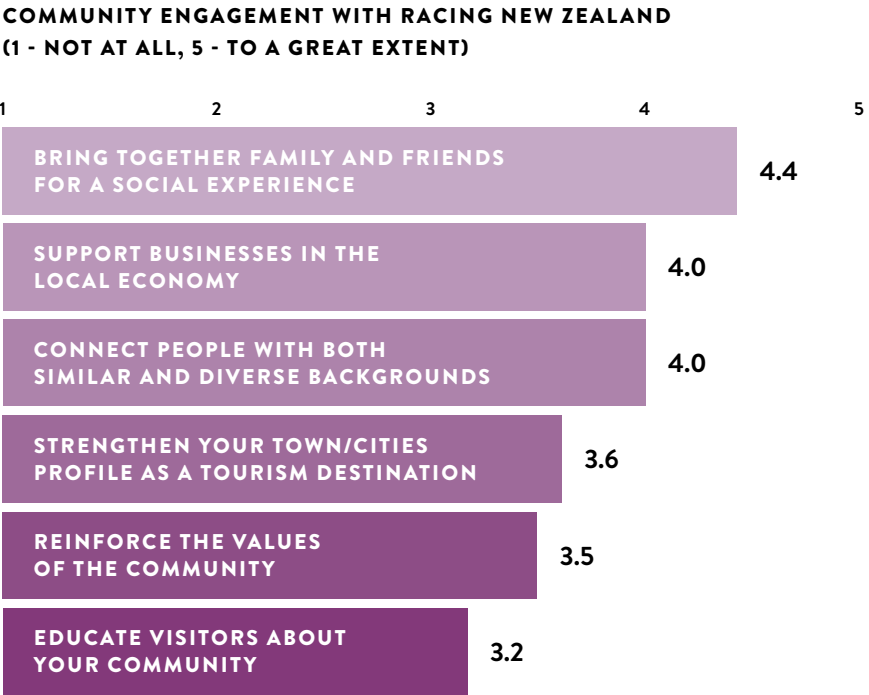 COMMUNITY ENGAGEMENT WITH RACING NEW ZEALAND
(1 - NOT AT ALL, 5 - TO A GREAT EXTENT)
1 2 3 4 5
BRING TOGETHER FAMILY AND FRIENDS
FOR A SOCIAL EXPERIENCE
4.4
SUPPORT BUSINESSES IN THE
LOCAL ECONOMY
4.0
CONNECT PEOPLE WITH BOTH
SIMILAR AND DIVERSE BACKGROUNDS
4.0
STRENGTHEN YOUR TOWN/CITIES
PROFILE AS A TOURISM DESTINATION
3.6
REINFORCE THE VALUES
OF THE COMMUNITY
3.5
EDUCATE VISITORS ABOUT
YOUR COMMUNITY
3.2